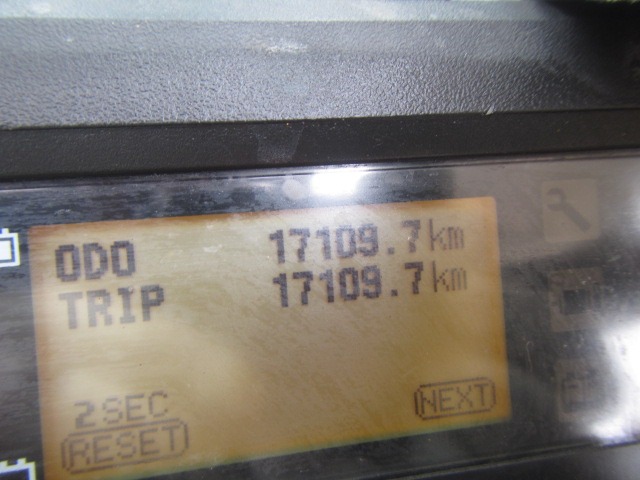 ODO 17109.7km
TRIP 17109.7km
2SEC
RESET NEXT